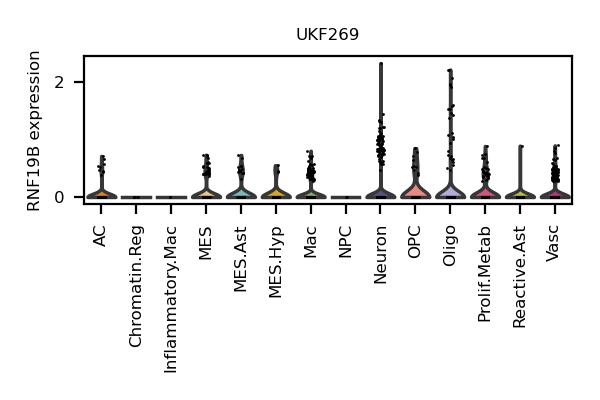 UKF269
RNF19B expression
2
0
AC
Chromatin.Reg
Inflammatory.Mac
MES
MES.Ast
MES.Hyp
Mac
NPC
Neuron
OPC
Oligo
Prolif.Metab
Reactive.Ast
Vasc